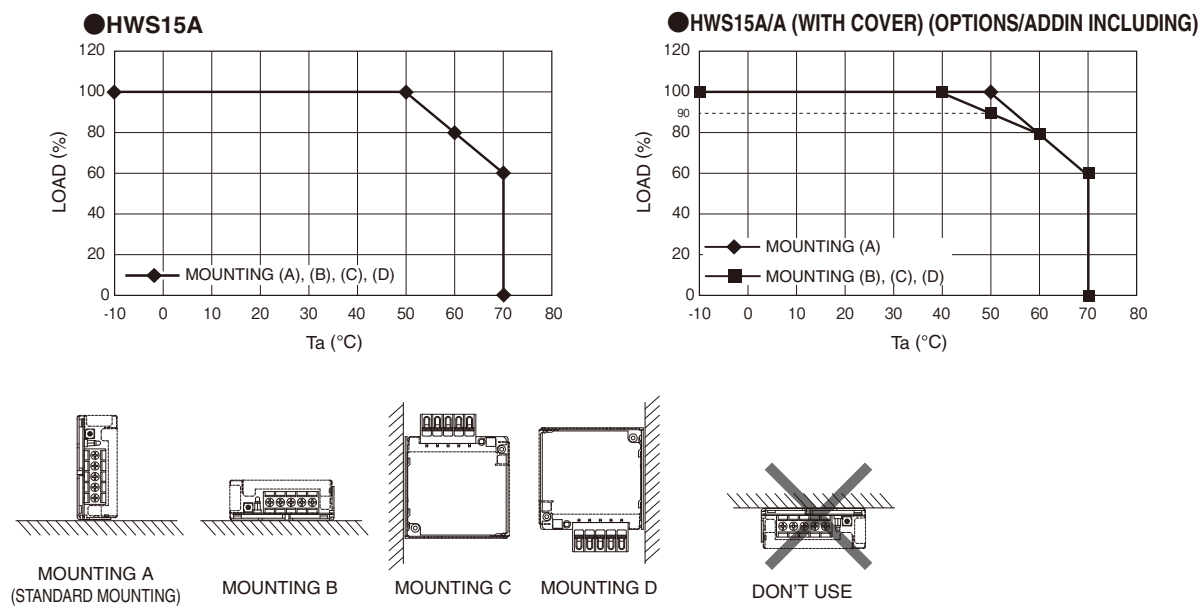 ●HWS15A
120
100
80
60
40
20
0
LOAD (%)
MOUNTING (A), (B), (C), (D)
-10 0 10 20 30 40 50 60 70 80
Ta (°C)
●HWS15A/A (WITH COVER) (OPTIONS/ADDIN INCLUDING)
120
100
90
80
60
40
20
0
LOAD (%)
MOUNTING (A)
MOUNTING (B), (C), (D)
-10 0 10 20 30 40 50 60 70 80
Ta (°C)
MOUNTING A
(STANDARD MOUNTING)
MOUNTING B
MOUNTING C
MOUNTING D
DON'T USE